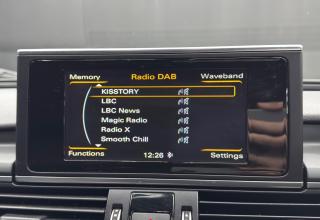 Memory Radio DAB Waveband
KISSTORY
LBC
LBC News
Magic Radio
Radio X
Smooth Chill
Functions 12:26 Settings